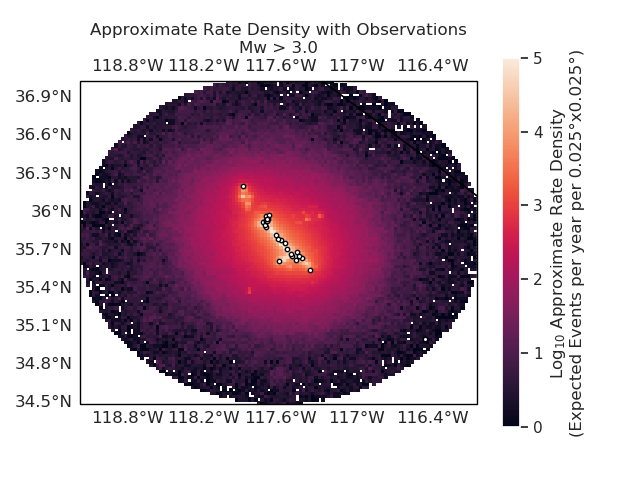 Approximate Rate Density with Observations
Mw > 3.0
118.8°W 118.2°W 117.6°W 117°W 116.4°W
36.9°N
36.6°N
36.3°N
36°N
35.7°N
35.4°N
35.1°N
34.8°N
34.5°N
118.8°W 118.2°W 117.6°W 117°W 116.4°W
5
4
3
2
1
0
Log₁₀ Approximate Rate Density
(Expected Events per year per 0.025°x0.025°)